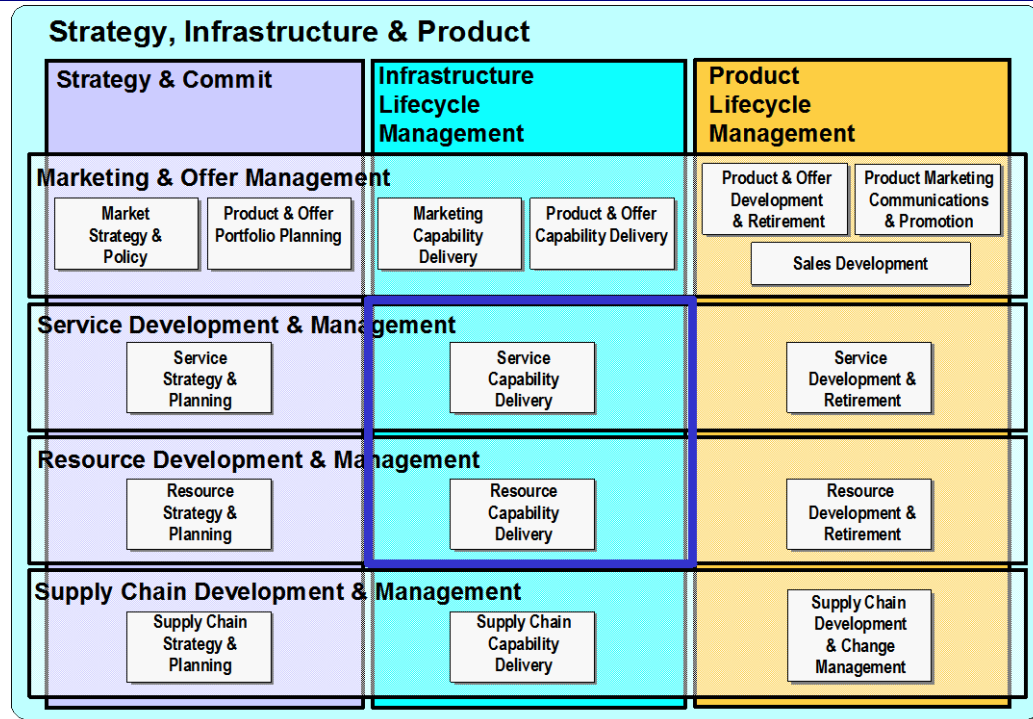 Strategy, Infrastructure & Product
Strategy & Commit
Infrastructure
Lifecycle
Management
Product
Lifecycle
Management
Marketing & Offer Management
Market
Strategy &
Policy
Product & Offer
Portfolio Planning
Marketing
Capability
Delivery
Product & Offer
Capability Delivery
Product & Offer
Development
& Retirement
Product Marketing
Communications
& Promotion
Sales Development
Service Development & Management
Service
Strategy &
Planning
Service
Capability
Delivery
Service
Development &
Retirement
Resource Development & Management
Resource
Strategy &
Planning
Resource
Capability
Delivery
Resource
Development &
Retirement
Supply Chain Development & Management
Supply Chain
Strategy &
Planning
Supply Chain
Capability
Delivery
Supply Chain
Development
& Change
Management